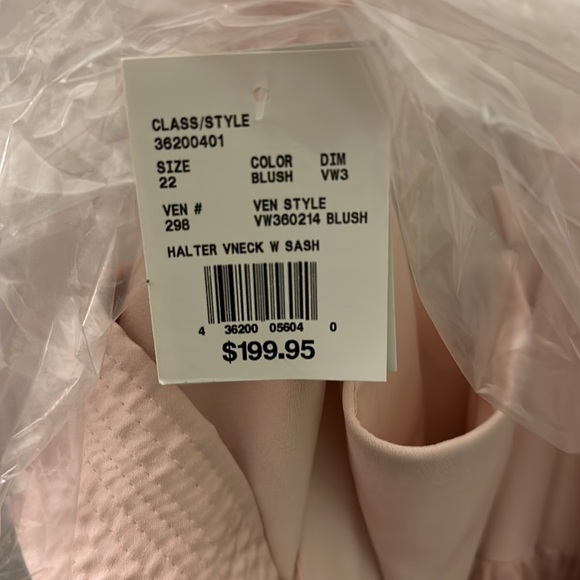 CLASS/STYLE
36200401
SIZE COLOR DIM
22 BLUSH VW3
VEN # VEN STYLE
298 VW360214 BLUSH
HALTER VNECK W SASH
4 36200 05604 0
$199.95